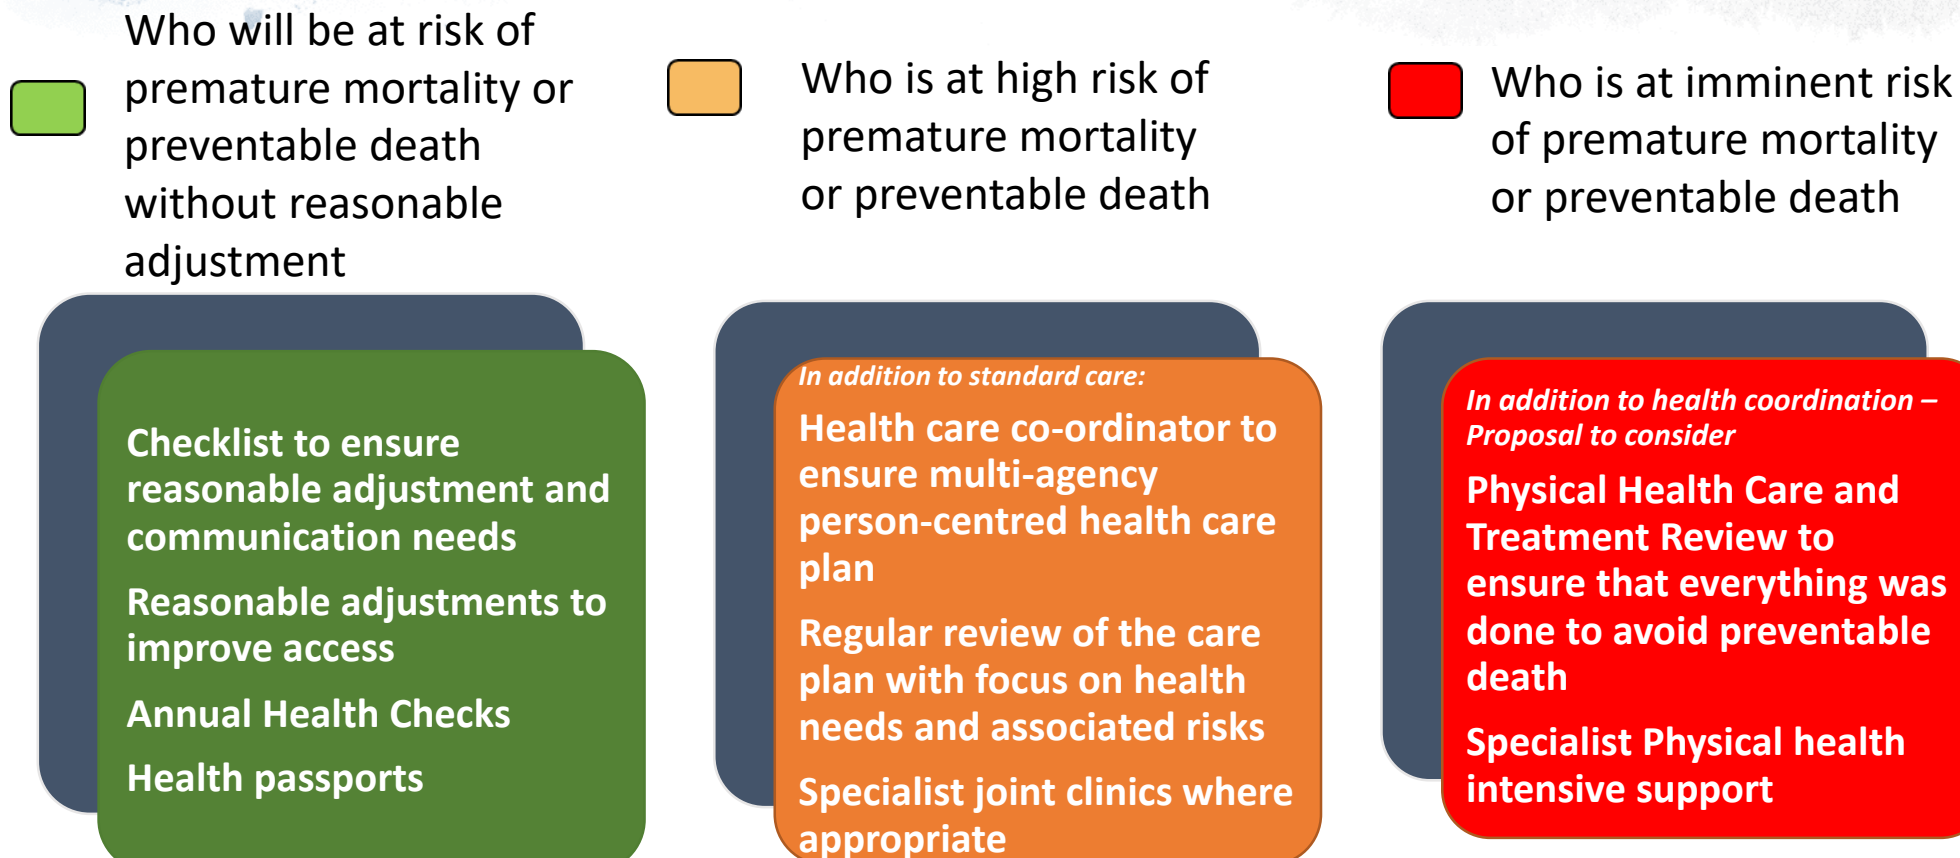 Who will be at risk of
premature mortality or
preventable death
without reasonable
adjustment
Checklist to ensure
reasonable adjustment and
communication needs
Reasonable adjustments to
improve access
Annual Health Checks
Health passports
Who is at high risk of
premature mortality
or preventable death
In addition to standard care:
Health care co-ordinator to
ensure multi-agency
person-centred health care
plan
Regular review of the care
plan with focus on health
needs and associated risks
Specialist joint clinics where
appropriate
Who is at imminent risk
of premature mortality
or preventable death
In addition to health coordination –
Proposal to consider
Physical Health Care and
Treatment Review to
ensure that everything was
done to avoid preventable
death
Specialist Physical health
intensive support